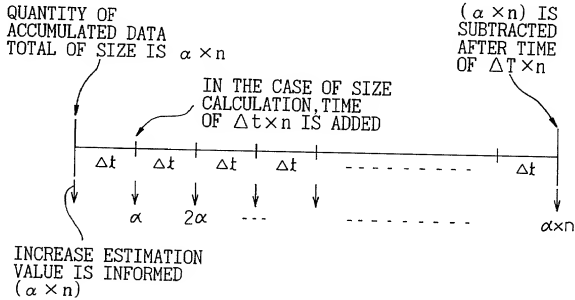 QUANTITY OF
ACCUMULATED DATA
TOTAL OF SIZE IS α×n
(α×n) IS
SUBTRACTED
AFTER TIME
OF ΔT×n
IN THE CASE OF SIZE
CALCULATION,TIME
OF Δt×n IS ADDED
Δt Δt Δt Δt - - - - - - - - - Δt
α 2α --- - - - - - - - - - α×n
INCREASE ESTIMATION
VALUE IS INFORMED
(α×n)